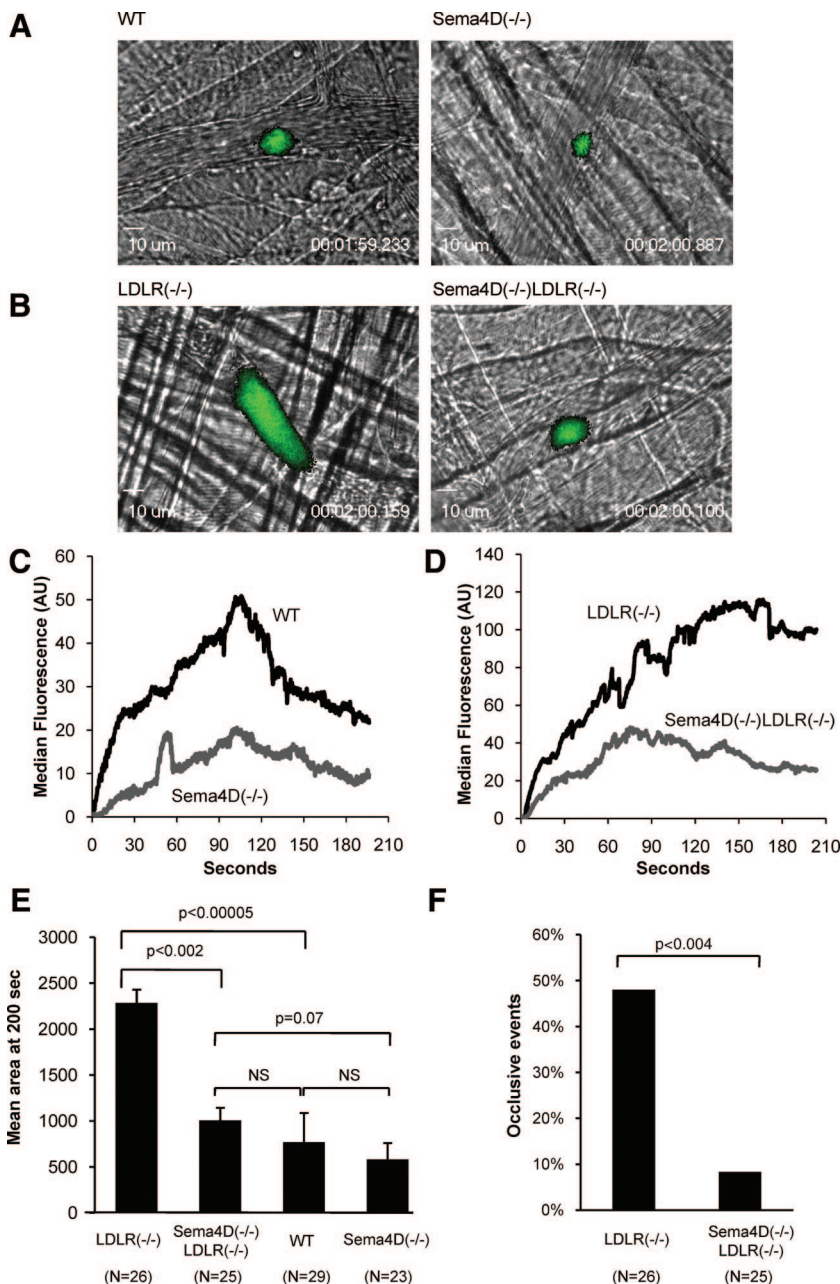 A
WT
Sema4D(-/-)
10 um
00:01:59.233
10 um
00:02:00.887
B
LDLR(-/-)
Sema4D(-/-)LDLR(-/-)
10 um
00:02:00.159
10 um
00:02:00.100
C
Median Fluorescence (AU)
60
50
40
30
20
10
0
WT
Sema4D(-/-)
0 30 60 90 120 150 180 210
Seconds
D
Median Fluorescence (AU)
140
120
100
80
60
40
20
0
LDLR(-/-)
Sema4D(-/-)LDLR(-/-)
0 30 60 90 120 150 180 210
Seconds
E
Mean area at 200 sec
3000
2500
2000
1500
1000
500
0
p<0.00005
p<0.002
p=0.07
NS
NS
LDLR(-/-)
Sema4D(-/-)
LDLR(-/-)
WT
Sema4D(-/-)
(N=26)
(N=25)
(N=29)
(N=23)
F
Occlusive events
60%
50%
40%
30%
20%
10%
0%
p<0.004
LDLR(-/-)
Sema4D(-/-)
LDLR(-/-)
(N=26)
(N=25)